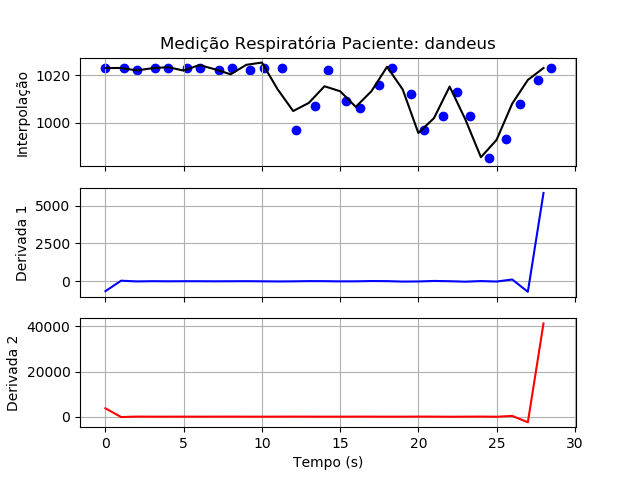 Medição Respiratória Paciente: dandeus
1020
1000
Interpolação
5000
2500
0
Derivada 1
40000
20000
0
Derivada 2
0 5 10 15 20 25 30
Tempo (s)